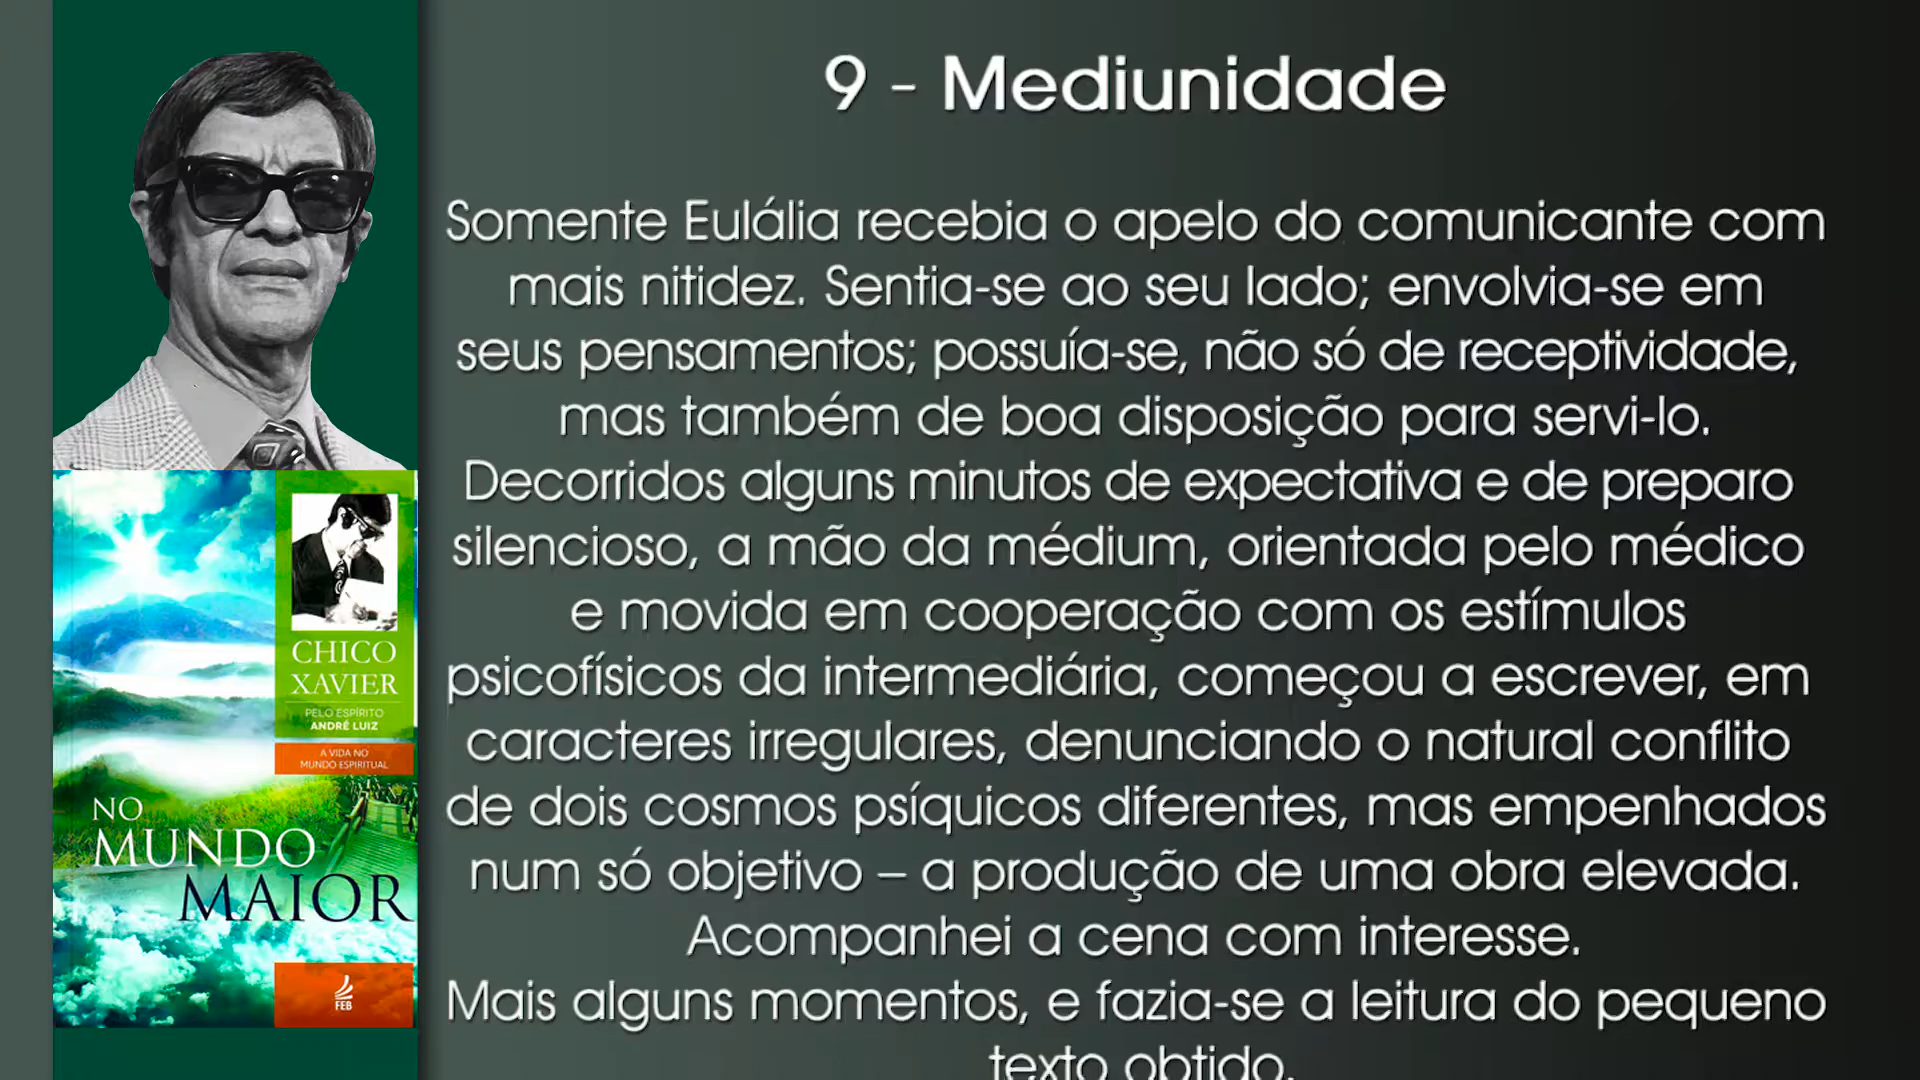 9 - Mediunidade
Somente Eulália recebia o apelo do comunicante com
mais nitidez. Sentia-se ao seu lado; envolvia-se em
seus pensamentos; possuía-se, não só de receptividade,
mas também de boa disposição para servi-lo.
Decorridos alguns minutos de expectativa e de preparo
silencioso, a mão da médium, orientada pelo médico
e movida em cooperação com os estímulos
psicofísicos da intermediária, começou a escrever, em
caracteres irregulares, denunciando o natural conflito
de dois cosmos psíquicos diferentes, mas empenhados
num só objetivo – a produção de uma obra elevada.
Acompanhei a cena com interesse.
Mais alguns momentos, e fazia-se a leitura do pequeno
texto obtido.
CHICO
XAVIER
PELO ESPÍRITO
ANDRÉ LUIZ
A VIDA NO
MUNDO ESPIRITUAL
NO
MUNDO
MAIOR
FEB